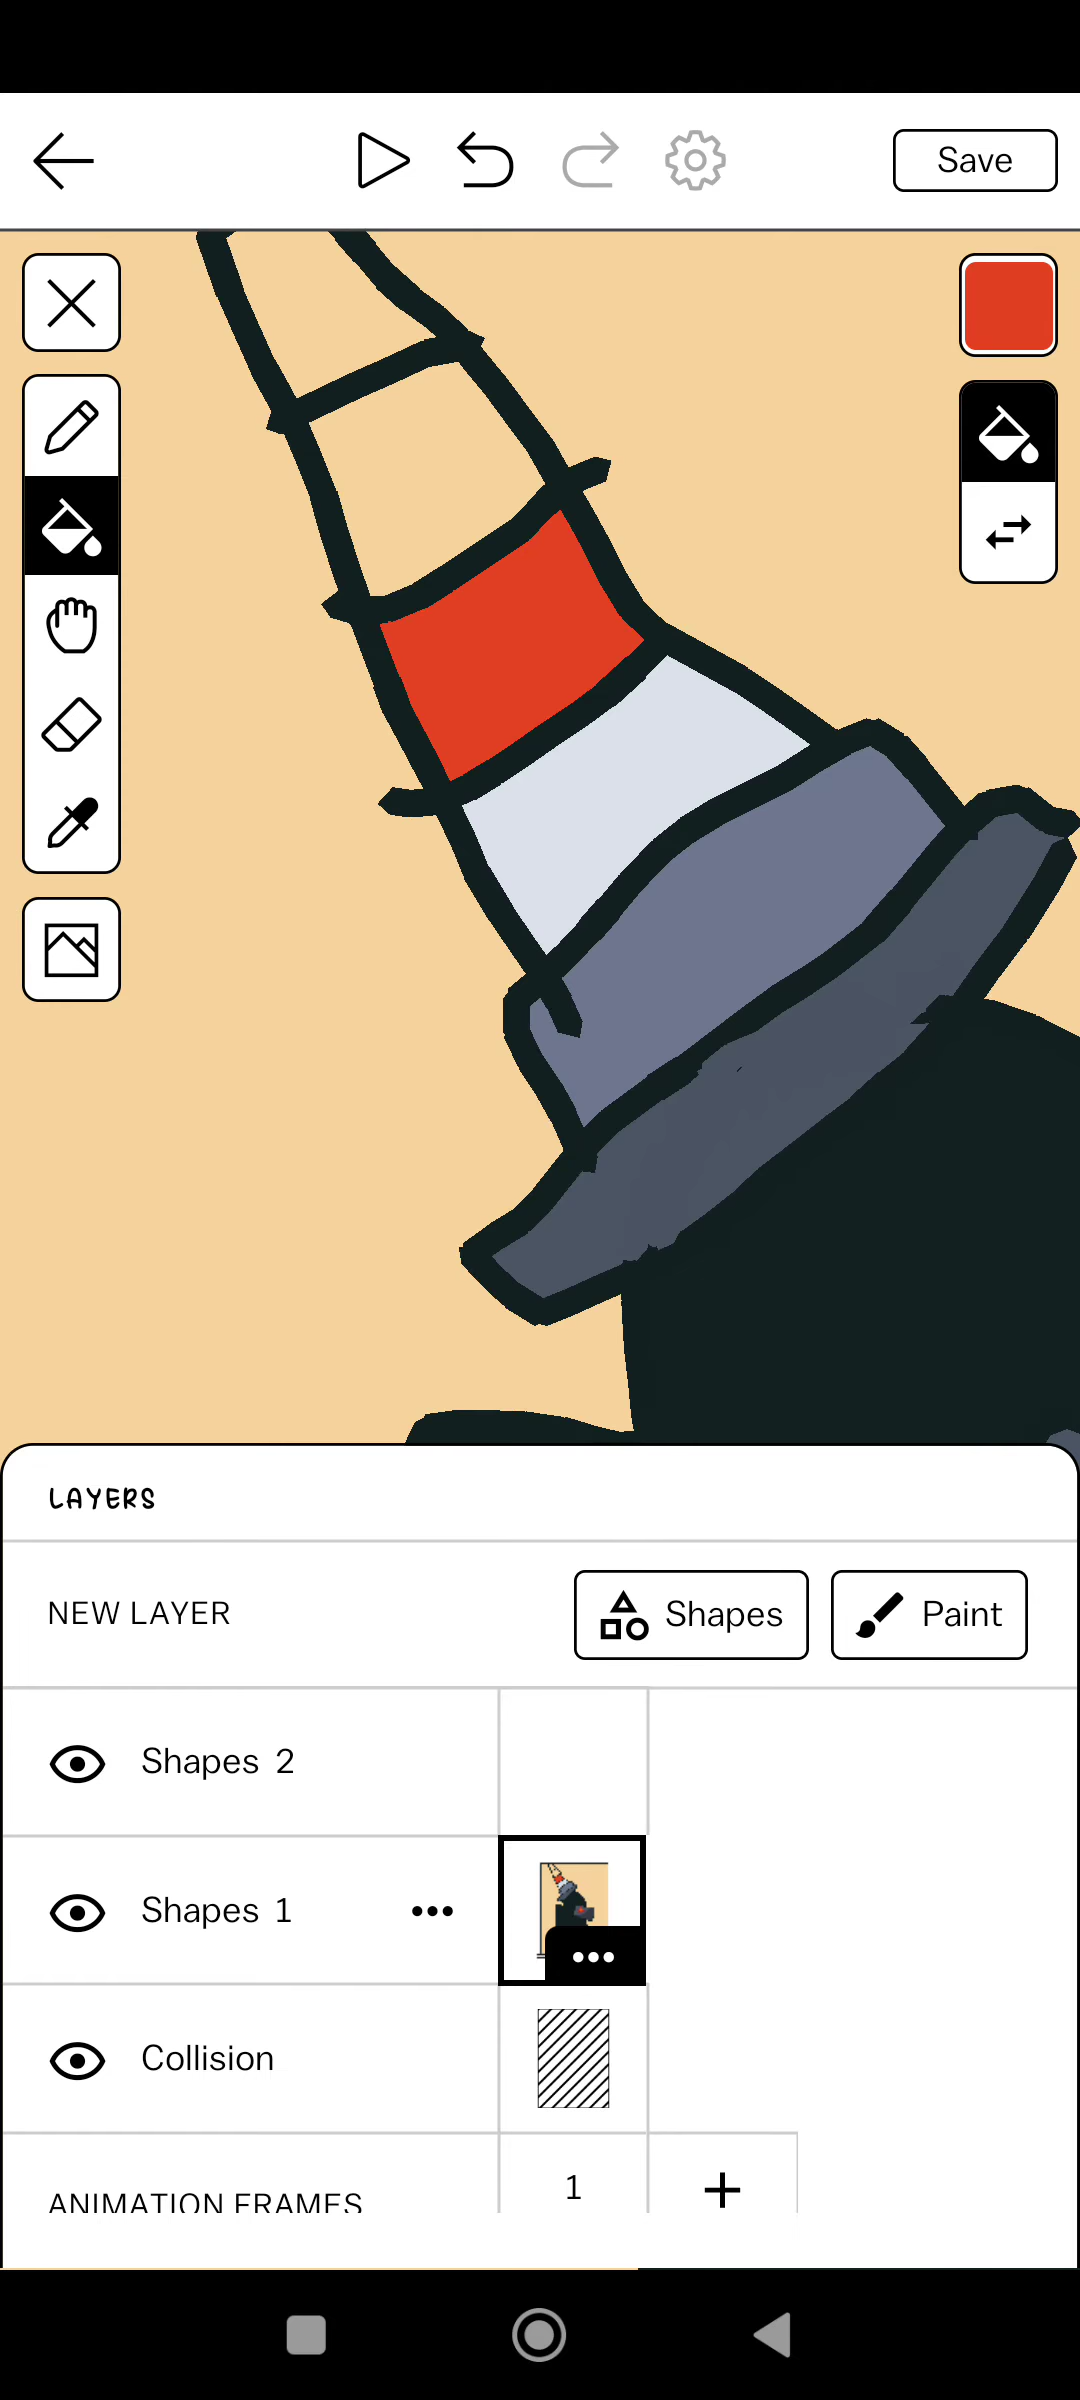 Save
LAYERS
NEW LAYER
Shapes
Paint
Shapes 2
Shapes 1
Collision
ANIMATION FRAMES
1